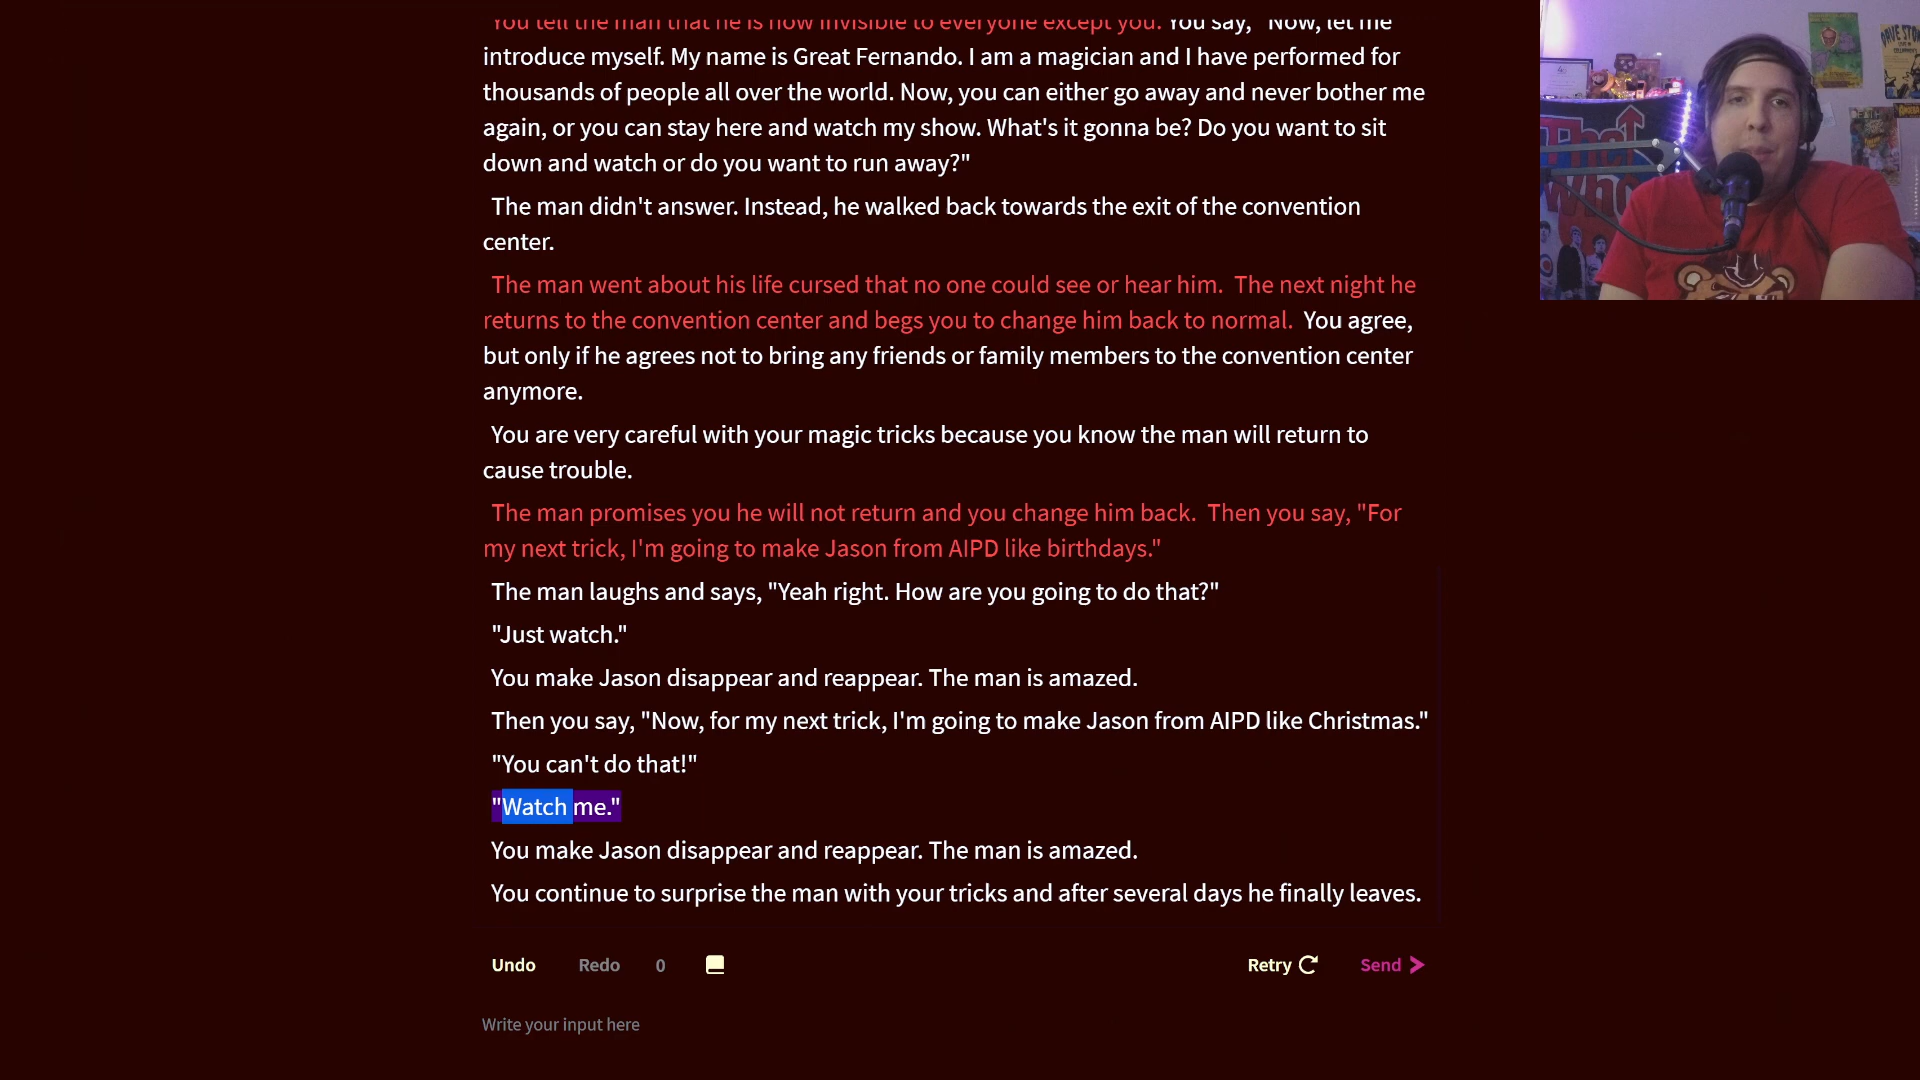 You tell the man that he is now invisible to everyone except you. You say, "Now, let me
introduce myself. My name is Great Fernando. I am a magician and I have performed for
thousands of people all over the world. Now, you can either go away and never bother me
again, or you can stay here and watch my show. What's it gonna be? Do you want to sit
down and watch or do you want to run away?"
The man didn't answer. Instead, he walked back towards the exit of the convention
center.
The man went about his life cursed that no one could see or hear him. The next night he
returns to the convention center and begs you to change him back to normal. You agree,
but only if he agrees not to bring any friends or family members to the convention center
anymore.
You are very careful with your magic tricks because you know the man will return to
cause trouble.
The man promises you he will not return and you change him back. Then you say, "For
my next trick, I'm going to make Jason from AIPD like birthdays."
The man laughs and says, "Yeah right. How are you going to do that?"
"Just watch."
You make Jason disappear and reappear. The man is amazed.
Then you say, "Now, for my next trick, I'm going to make Jason from AIPD like Christmas."
"You can't do that!"
"Watch me."
You make Jason disappear and reappear. The man is amazed.
You continue to surprise the man with your tricks and after several days he finally leaves.
Undo Redo 0 Retry Send
Write your input here
The
Who